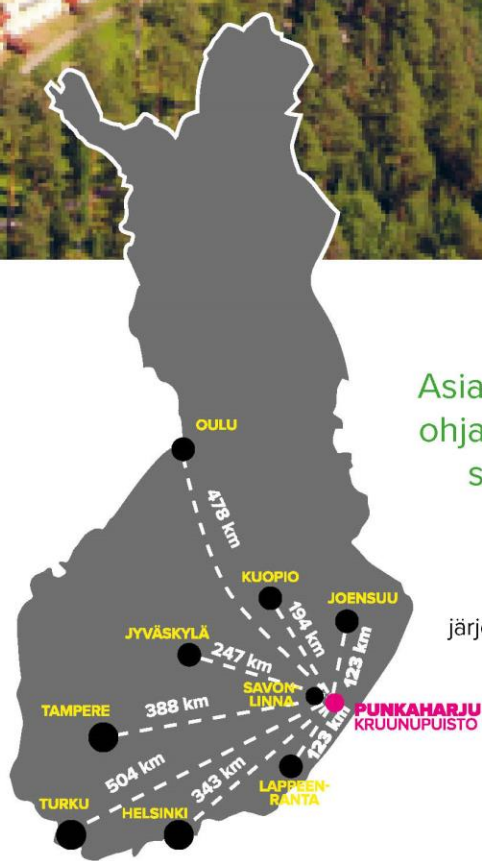 OULU
478 km
Asia
ohja
s
KUOPIO
194 km
JOENSUU
123 km
järje
JYVÄSKYLÄ
247 km
SAVON
LINNA
PUNKAHARJU
KRUUNUPUISTO
TAMPERE
388 km
123 km
504 km
343 km
LAPPEEN-
RANTA
TURKU
HELSINKI